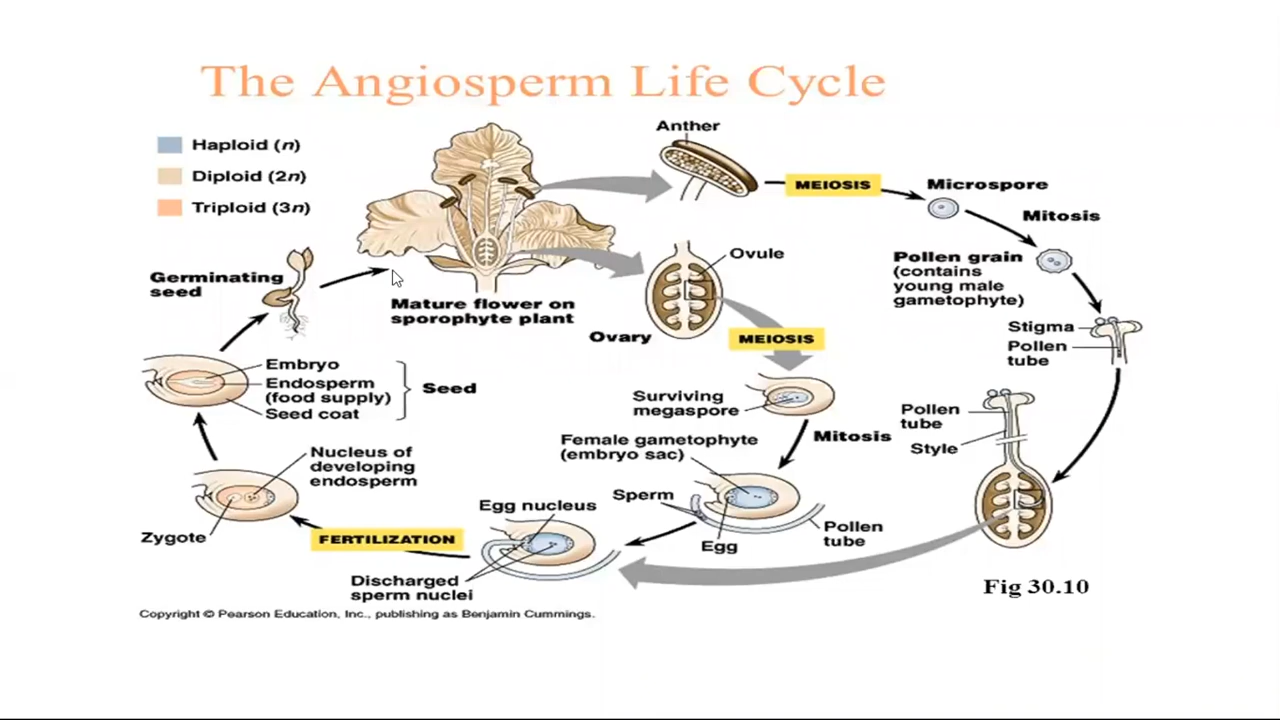 The Angiosperm Life Cycle
Haploid (n)
Diploid (2n)
Triploid (3n)
Anther
MEIOSIS
Microspore
Mitosis
Pollen grain
(contains
young male
gametophyte)
Stigma
Pollen
tube
Ovule
Ovary
MEIOSIS
Germinating
seed
Mature flower on
sporophyte plant
Embryo
Endosperm
(food supply)
Seed coat
Seed
Surviving
megaspore
Mitosis
Pollen
tube
Style
Female gametophyte
(embryo sac)
Nucleus of
developing
endosperm
Sperm
Egg nucleus
Egg
Pollen
tube
Zygote
FERTILIZATION
Discharged
sperm nuclei
Fig 30.10
Copyright © Pearson Education, Inc., publishing as Benjamin Cummings.